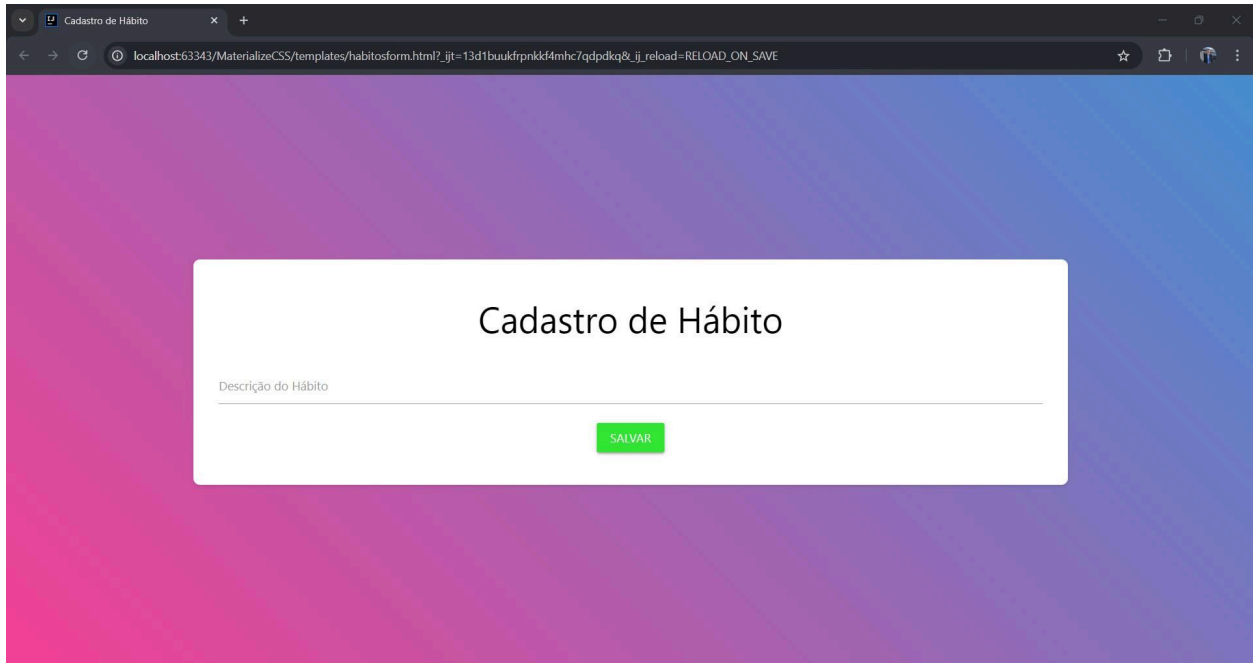 Cadastro de Hábito
localhost:63343/MaterializeCSS/templates/habitosform.html?_ijt=13d1buukfrpnkkf4mhc7qdpdkq&_ij_reload=RELOAD_ON_SAVE
Cadastro de Hábito
Descrição do Hábito
SALVAR